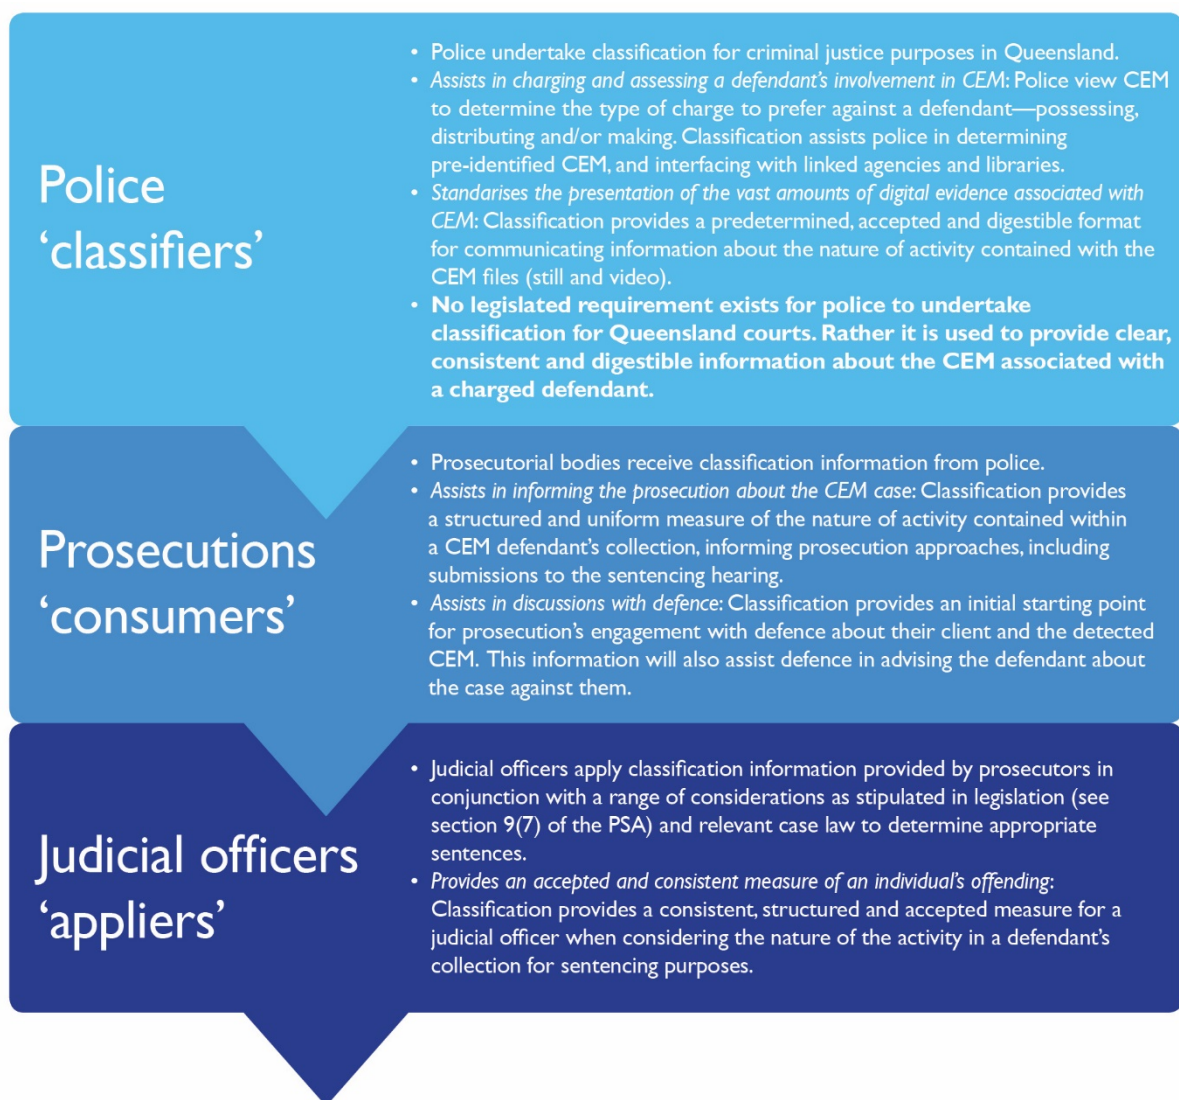 Police
‘classifiers’
• Police undertake classification for criminal justice purposes in Queensland.
• Assists in charging and assessing a defendant’s involvement in CEM: Police view CEM
to determine the type of charge to prefer against a defendant—possessing,
distributing and/or making. Classification assists police in determining
pre-identified CEM, and interfacing with linked agencies and libraries.
• Standarises the presentation of the vast amounts of digital evidence associated with
CEM: Classification provides a predetermined, accepted and digestible format
for communicating information about the nature of activity contained with the
CEM files (still and video).
• No legislated requirement exists for police to undertake
classification for Queensland courts. Rather it is used to provide clear,
consistent and digestible information about the CEM associated with
a charged defendant.
Prosecutions
‘consumers’
• Prosecutorial bodies receive classification information from police.
• Assists in informing the prosecution about the CEM case: Classification provides
a structured and uniform measure of the nature of activity contained within
a CEM defendant’s collection, informing prosecution approaches, including
submissions to the sentencing hearing.
• Assists in discussions with defence: Classification provides an initial starting point
for prosecution’s engagement with defence about their client and the detected
CEM. This information will also assist defence in advising the defendant about
the case against them.
Judicial officers
‘appliers’
• Judicial officers apply classification information provided by prosecutors in
conjunction with a range of considerations as stipulated in legislation (see
section 9(7) of the PSA) and relevant case law to determine appropriate
sentences.
• Provides an accepted and consistent measure of an individual’s offending:
Classification provides a consistent, structured and accepted measure for a
judicial officer when considering the nature of the activity in a defendant’s
collection for sentencing purposes.